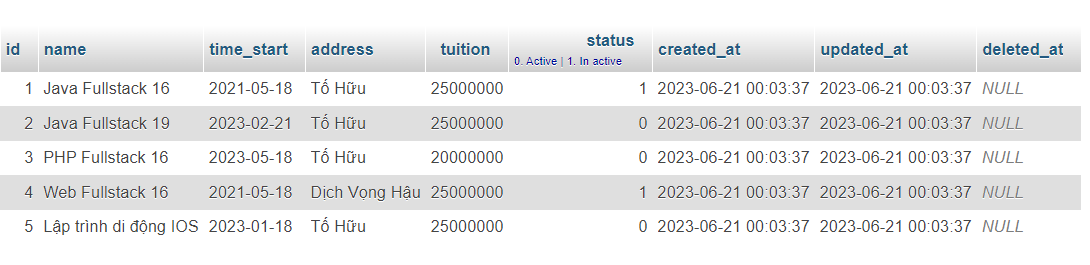 id name time_start address tuition status created_at updated_at deleted_at
0. Active | 1. In active
1 Java Fullstack 16 2021-05-18 Tố Hữu 25000000 1 2023-06-21 00:03:37 2023-06-21 00:03:37 NULL
2 Java Fullstack 19 2023-02-21 Tố Hữu 25000000 0 2023-06-21 00:03:37 2023-06-21 00:03:37 NULL
3 PHP Fullstack 16 2023-05-18 Tố Hữu 20000000 0 2023-06-21 00:03:37 2023-06-21 00:03:37 NULL
4 Web Fullstack 16 2021-05-18 Dịch Vọng Hậu 25000000 1 2023-06-21 00:03:37 2023-06-21 00:03:37 NULL
5 Lập trình di động IOS 2023-01-18 Tố Hữu 25000000 0 2023-06-21 00:03:37 2023-06-21 00:03:37 NULL